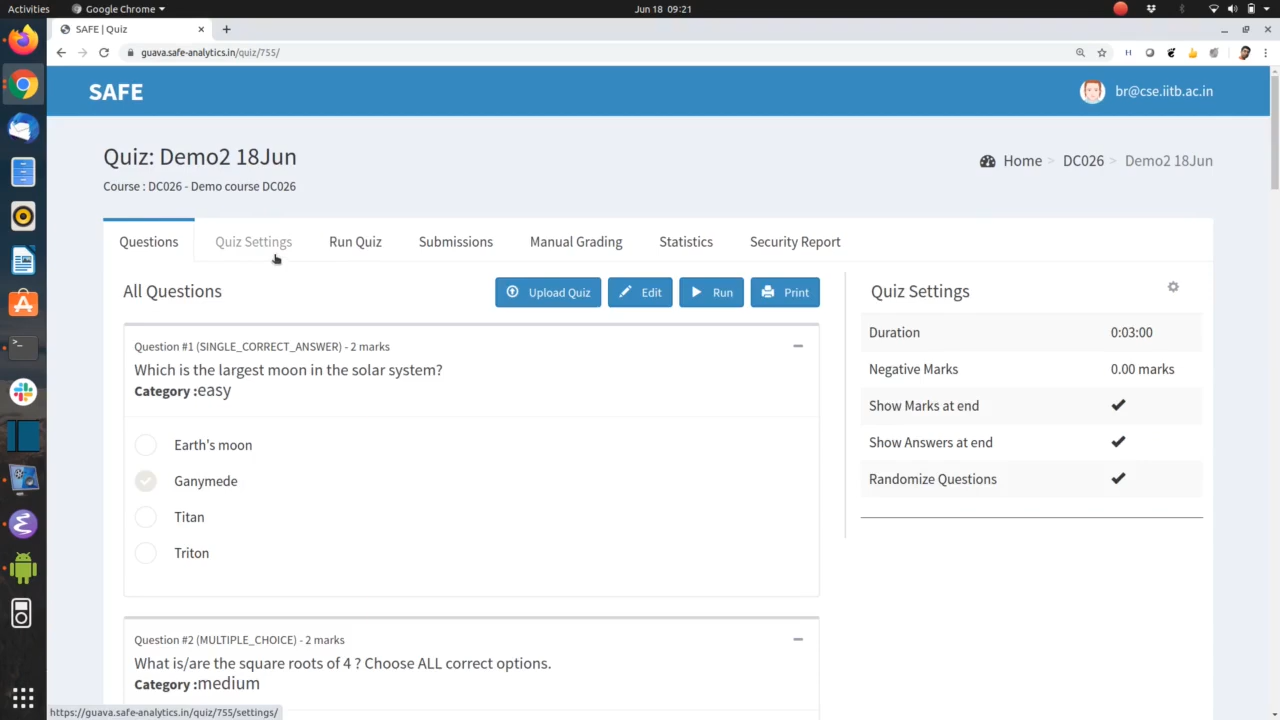 Activities Google Chrome Jun 18 09:21
SAFE | Quiz
guava.safe-analytics.in/quiz/755/
SAFE br@cse.iitb.ac.in
Quiz: Demo2 18Jun Home > DC026 > Demo2 18Jun
Course : DC026 - Demo course DC026
Questions Quiz Settings Run Quiz Submissions Manual Grading Statistics Security Report
All Questions Upload Quiz Edit Run Print
Question #1 (SINGLE_CORRECT_ANSWER) - 2 marks
Which is the largest moon in the solar system?
Category :easy
Earth's moon
Ganymede
Titan
Triton
Question #2 (MULTIPLE_CHOICE) - 2 marks
What is/are the square roots of 4 ? Choose ALL correct options.
Category :medium
Quiz Settings
Duration 0:03:00
Negative Marks 0.00 marks
Show Marks at end
Show Answers at end
Randomize Questions
https://guava.safe-analytics.in/quiz/755/settings/